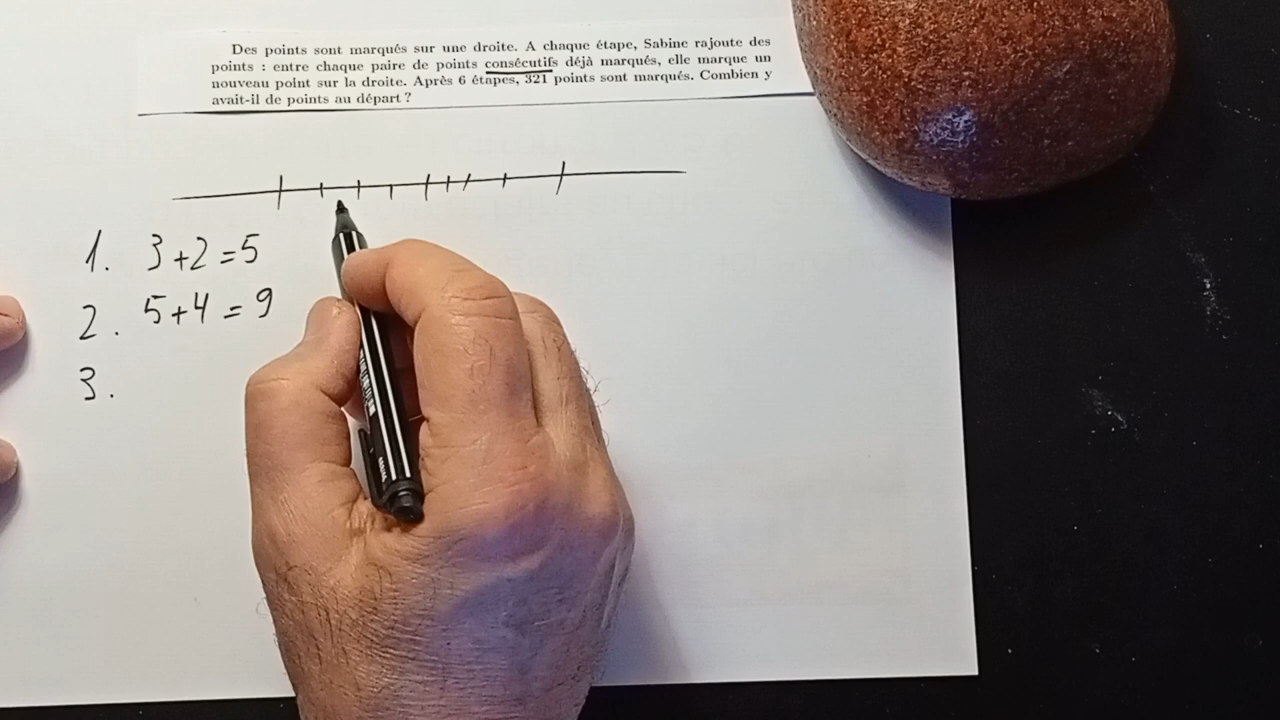 Des points sont marqués sur une droite. A chaque étape, Sabine rajoute des
points : entre chaque paire de points consécutifs déjà marqués, elle marque un
nouveau point sur la droite. Après 6 étapes, 321 points sont marqués. Combien y
avait-il de points au départ ?
1. 3+2=5
2. 5+4=9
3.